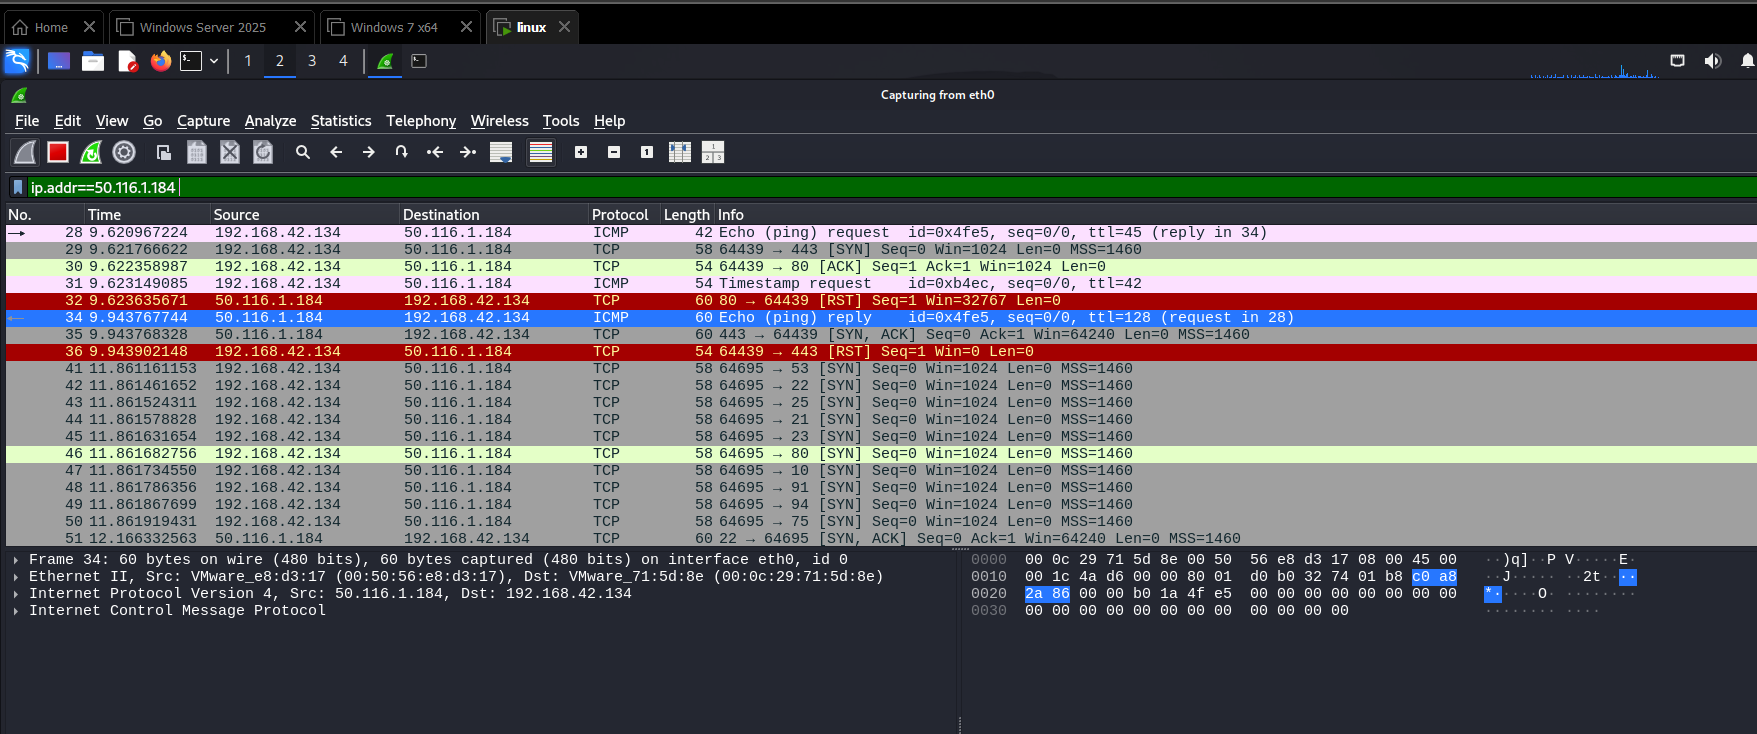 Home Windows Server 2025 Windows 7 x64 linux
1 2 3 4
Capturing from eth0
File Edit View Go Capture Analyze Statistics Telephony Wireless Tools Help
ip.addr==50.116.1.184
No. Time Source Destination Protocol Length Info
28 9.620967224 192.168.42.134 50.116.1.184 ICMP 42 Echo (ping) request id=0x4fe5, seq=0/0, ttl=45 (reply in 34)
29 9.621766622 192.168.42.134 50.116.1.184 TCP 58 64439 → 443 [SYN] Seq=0 Win=1024 Len=0 MSS=1460
30 9.622358987 192.168.42.134 50.116.1.184 TCP 54 64439 → 80 [ACK] Seq=1 Ack=1 Win=1024 Len=0
31 9.623149085 192.168.42.134 50.116.1.184 ICMP 54 Timestamp request id=0xb4ec, seq=0/0, ttl=42
32 9.623635671 50.116.1.184 192.168.42.134 TCP 60 80 → 64439 [RST] Seq=1 Win=32767 Len=0
34 9.943767744 50.116.1.184 192.168.42.134 ICMP 60 Echo (ping) reply id=0x4fe5, seq=0/0, ttl=128 (request in 28)
35 9.943768328 50.116.1.184 192.168.42.134 TCP 60 443 → 64439 [SYN, ACK] Seq=0 Ack=1 Win=64240 Len=0 MSS=1460
36 9.943902148 192.168.42.134 50.116.1.184 TCP 54 64439 → 443 [RST] Seq=1 Win=0 Len=0
41 11.861161153 192.168.42.134 50.116.1.184 TCP 58 64695 → 53 [SYN] Seq=0 Win=1024 Len=0 MSS=1460
42 11.861461652 192.168.42.134 50.116.1.184 TCP 58 64695 → 22 [SYN] Seq=0 Win=1024 Len=0 MSS=1460
43 11.861524311 192.168.42.134 50.116.1.184 TCP 58 64695 → 25 [SYN] Seq=0 Win=1024 Len=0 MSS=1460
44 11.861578828 192.168.42.134 50.116.1.184 TCP 58 64695 → 21 [SYN] Seq=0 Win=1024 Len=0 MSS=1460
45 11.861631654 192.168.42.134 50.116.1.184 TCP 58 64695 → 23 [SYN] Seq=0 Win=1024 Len=0 MSS=1460
46 11.861682756 192.168.42.134 50.116.1.184 TCP 58 64695 → 80 [SYN] Seq=0 Win=1024 Len=0 MSS=1460
47 11.861734550 192.168.42.134 50.116.1.184 TCP 58 64695 → 10 [SYN] Seq=0 Win=1024 Len=0 MSS=1460
48 11.861786356 192.168.42.134 50.116.1.184 TCP 58 64695 → 91 [SYN] Seq=0 Win=1024 Len=0 MSS=1460
49 11.861867699 192.168.42.134 50.116.1.184 TCP 58 64695 → 94 [SYN] Seq=0 Win=1024 Len=0 MSS=1460
50 11.861919431 192.168.42.134 50.116.1.184 TCP 58 64695 → 75 [SYN] Seq=0 Win=1024 Len=0 MSS=1460
51 12.166332563 50.116.1.184 192.168.42.134 TCP 60 22 → 64695 [SYN, ACK] Seq=0 Ack=1 Win=64240 Len=0 MSS=1460
Frame 34: 60 bytes on wire (480 bits), 60 bytes captured (480 bits) on interface eth0, id 0
Ethernet II, Src: VMware_e8:d3:17 (00:50:56:e8:d3:17), Dst: VMware_71:5d:8e (00:0c:29:71:5d:8e)
Internet Protocol Version 4, Src: 50.116.1.184, Dst: 192.168.42.134
Internet Control Message Protocol
0000 00 0c 29 71 5d 8e 00 50 56 e8 d3 17 08 00 45 00 ··)q]··P V·····E·
0010 00 1c 4a d6 00 00 80 01 d0 b0 32 74 01 b8 c0 a8 ··J····· ··2t····
0020 2a 86 00 00 b0 1a 4f e5 00 00 00 00 00 00 00 00 *·····O· ········
0030 00 00 00 00 00 00 00 00 00 00 00 00 ········ ····